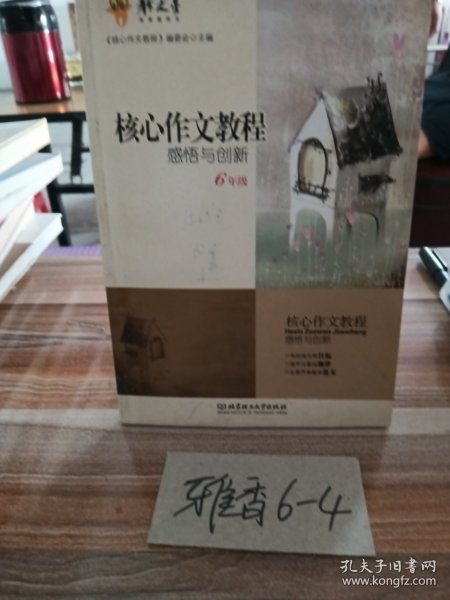 《核心作文教程》编委会◎主编
核心作文教程
感悟与创新
6年级
核心作文教程
Hexin Zuowen Jiaocheng
感悟与创新
北京理工大学出版社
雅香6-4
孔夫子旧书网
www.kongfz.com